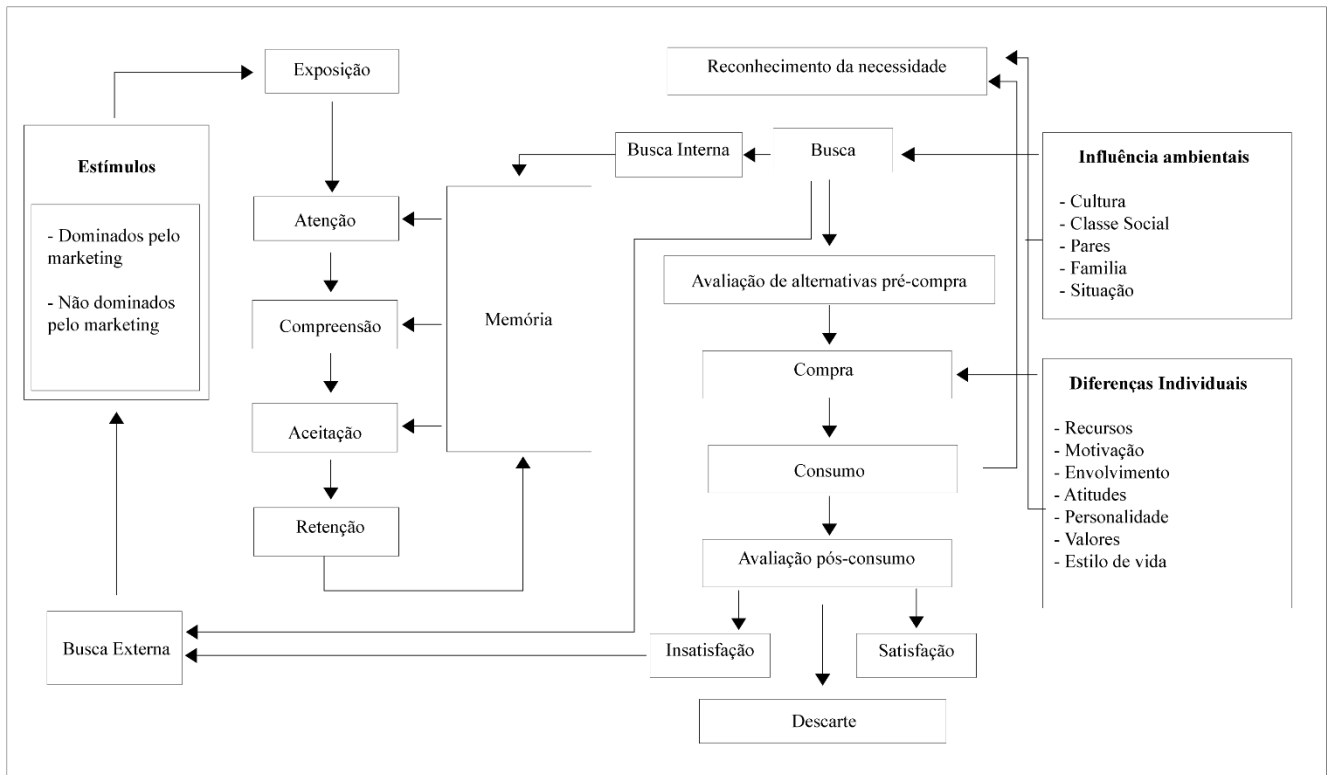 Exposição
Reconhecimento da necessidade
Estímulos
- Dominados pelo
marketing
- Não dominados
pelo marketing
Busca Interna
Busca
Influência ambientais
- Cultura
- Classe Social
- Pares
- Familia
- Situação
Atenção
Compreensão
Aceitação
Retenção
Memória
Avaliação de alternativas pré-compra
Compra
Consumo
Avaliação pós-consumo
Diferenças Individuais
- Recursos
- Motivação
- Envolvimento
- Atitudes
- Personalidade
- Valores
- Estilo de vida
Busca Externa
Insatisfação
Satisfação
Descarte